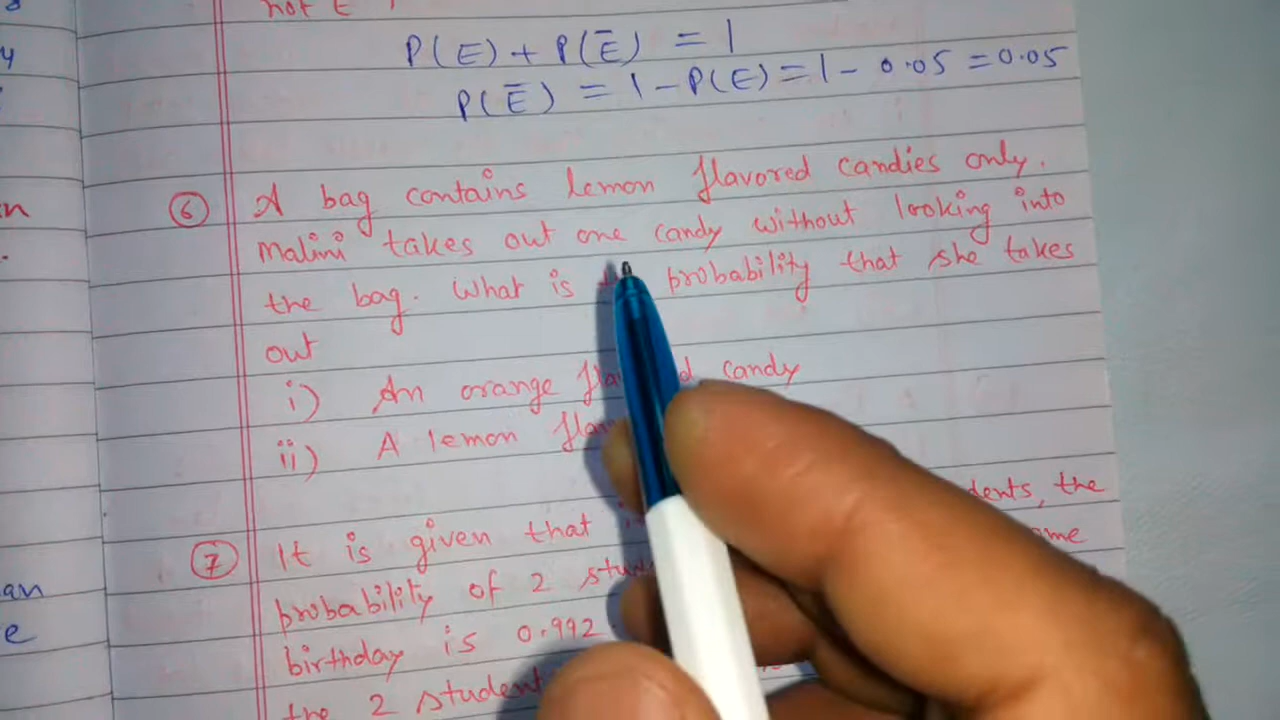 not E
P(E) + P(Ē) = 1
P(Ē) = 1 - P(E) = 1 - 0.05 = 0.05
6 A bag contains lemon flavored candies only.
Malini takes out one candy without looking into
the bag. What is probability that she takes
out
i) An orange candy
ii) A lemon
7 It is given that the
probability of 2
birthday is 0.992
the 2
y
an
e